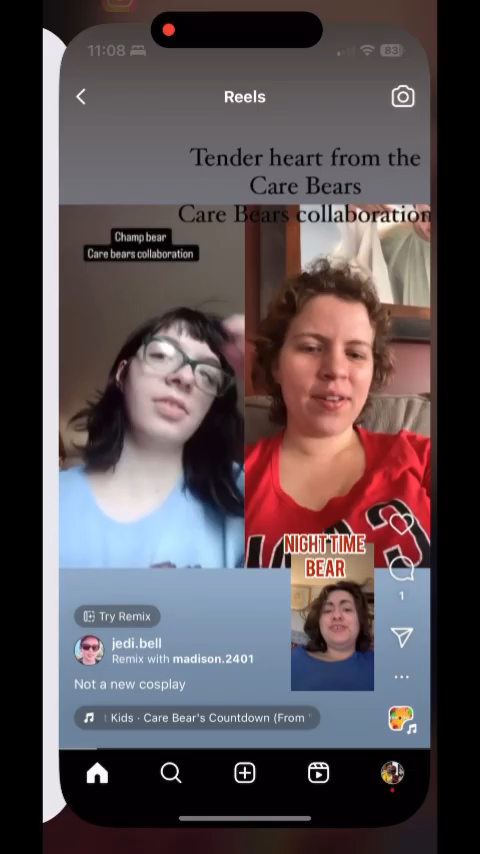 11:08
83
Reels
Tender heart from the
Care Bears
Care Bears collaboration
Champ bear
Care bears collaboration
NIGHT TIME
BEAR
1
Try Remix
jedi.bell
Remix with madison.2401
Not a new cosplay
Kids · Care Bear's Countdown (From "